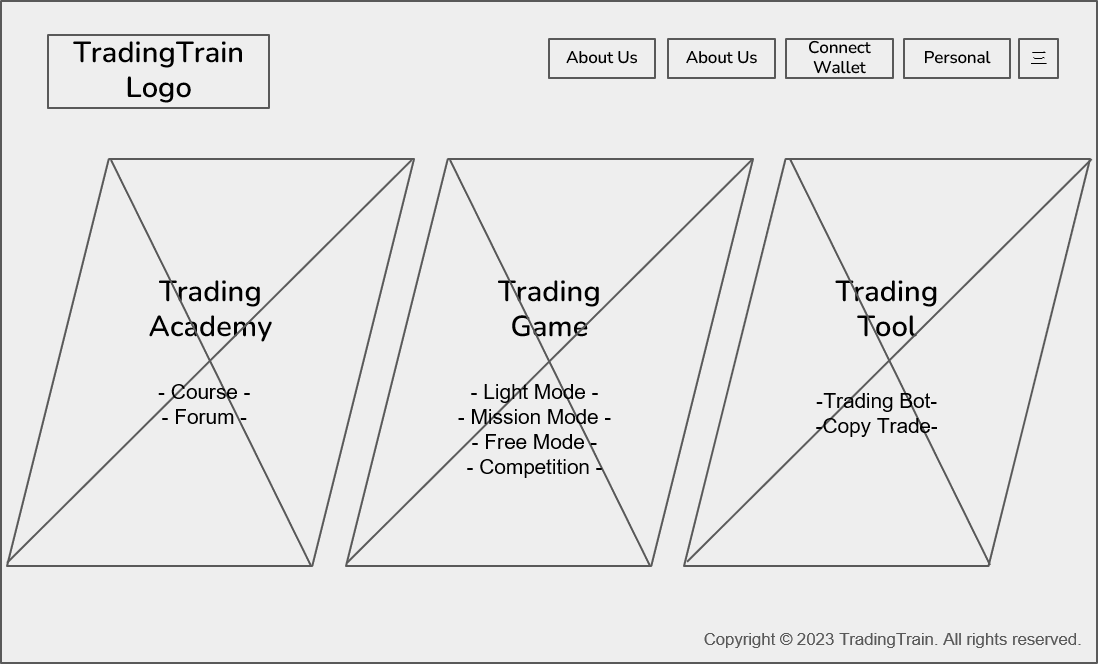 TradingTrain
Logo
About Us
About Us
Connect
Wallet
Personal
三
Trading
Academy
- Course -
- Forum -
Trading
Game
- Light Mode -
- Mission Mode -
- Free Mode -
- Competition -
Trading
Tool
-Trading Bot-
-Copy Trade-
Copyright © 2023 TradingTrain. All rights reserved.